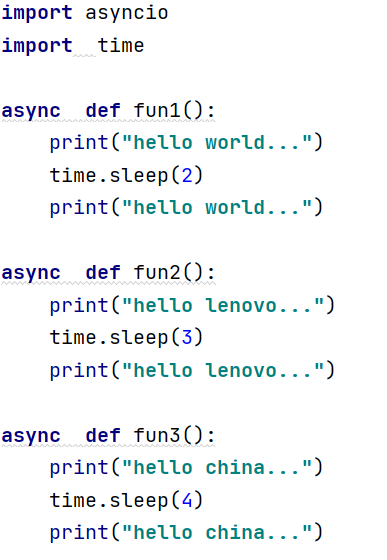 import asyncio
import  time
async  def fun1():
    print("hello world...")
    time.sleep(2)
    print("hello world...")
async  def fun2():
    print("hello lenovo...")
    time.sleep(3)
    print("hello lenovo...")
async  def fun3():
    print("hello china...")
    time.sleep(4)
    print("hello china...")